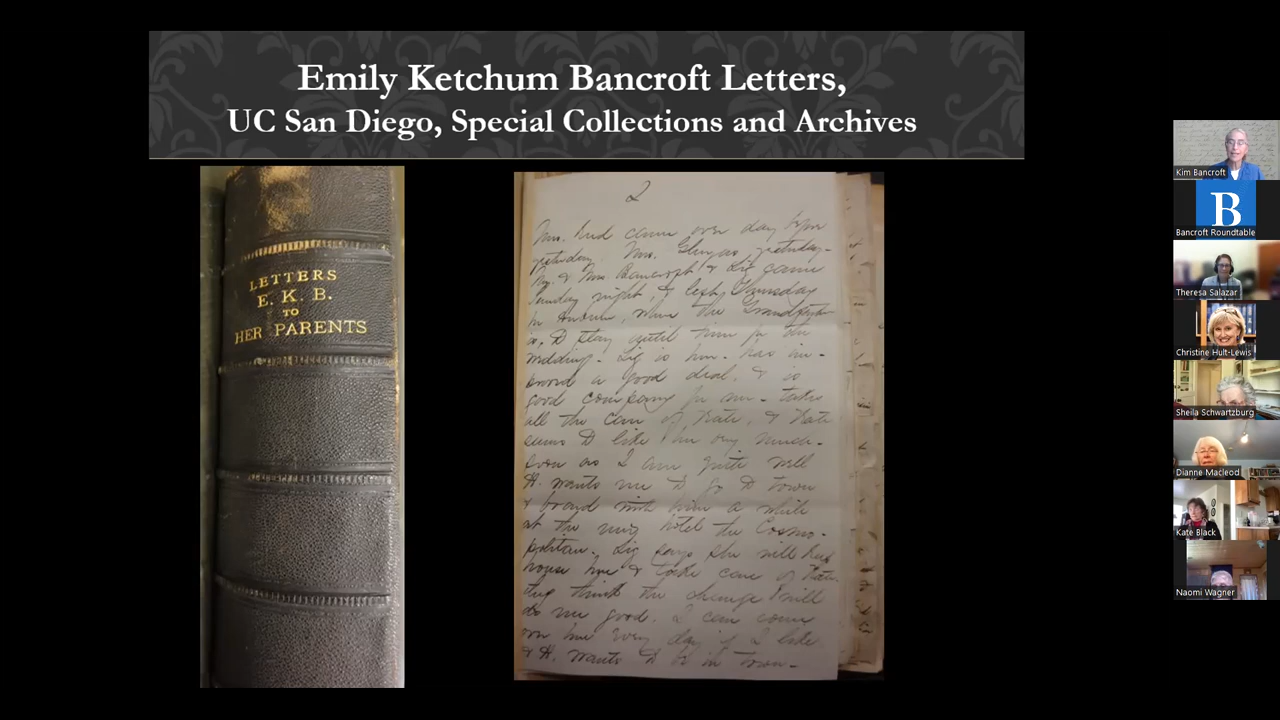 Emily Ketchum Bancroft Letters,
UC San Diego, Special Collections and Archives
LETTERS
E. K. B.
TO
HER PARENTS
2
Mrs. came over day before
yesterday. Mrs. yesterday.
Mr. & Mrs. Bancroft & Liz came
Sunday night, & left Thursday
for where the
to stay until time for the
wedding. Liz is here. has im-
proved a good deal, & is
good company for me. takes
all the care of Kate, & Kate
seems to like her very much.
soon as I am quite well
H. wants me to go to town
& board with him a while
at the new hotel the Cosmo-
politan. Liz says she will keep
house here & take care of Kate.
they think the change will
do me good. I can come
over here every day if I like
& H. wants to be in town.
Kim Bancroft
B
Bancroft Roundtable
Theresa Salazar
Christine Hult-Lewis
Sheila Schwartzburg
Dianne Macleod
Kate Black
Naomi Wagner